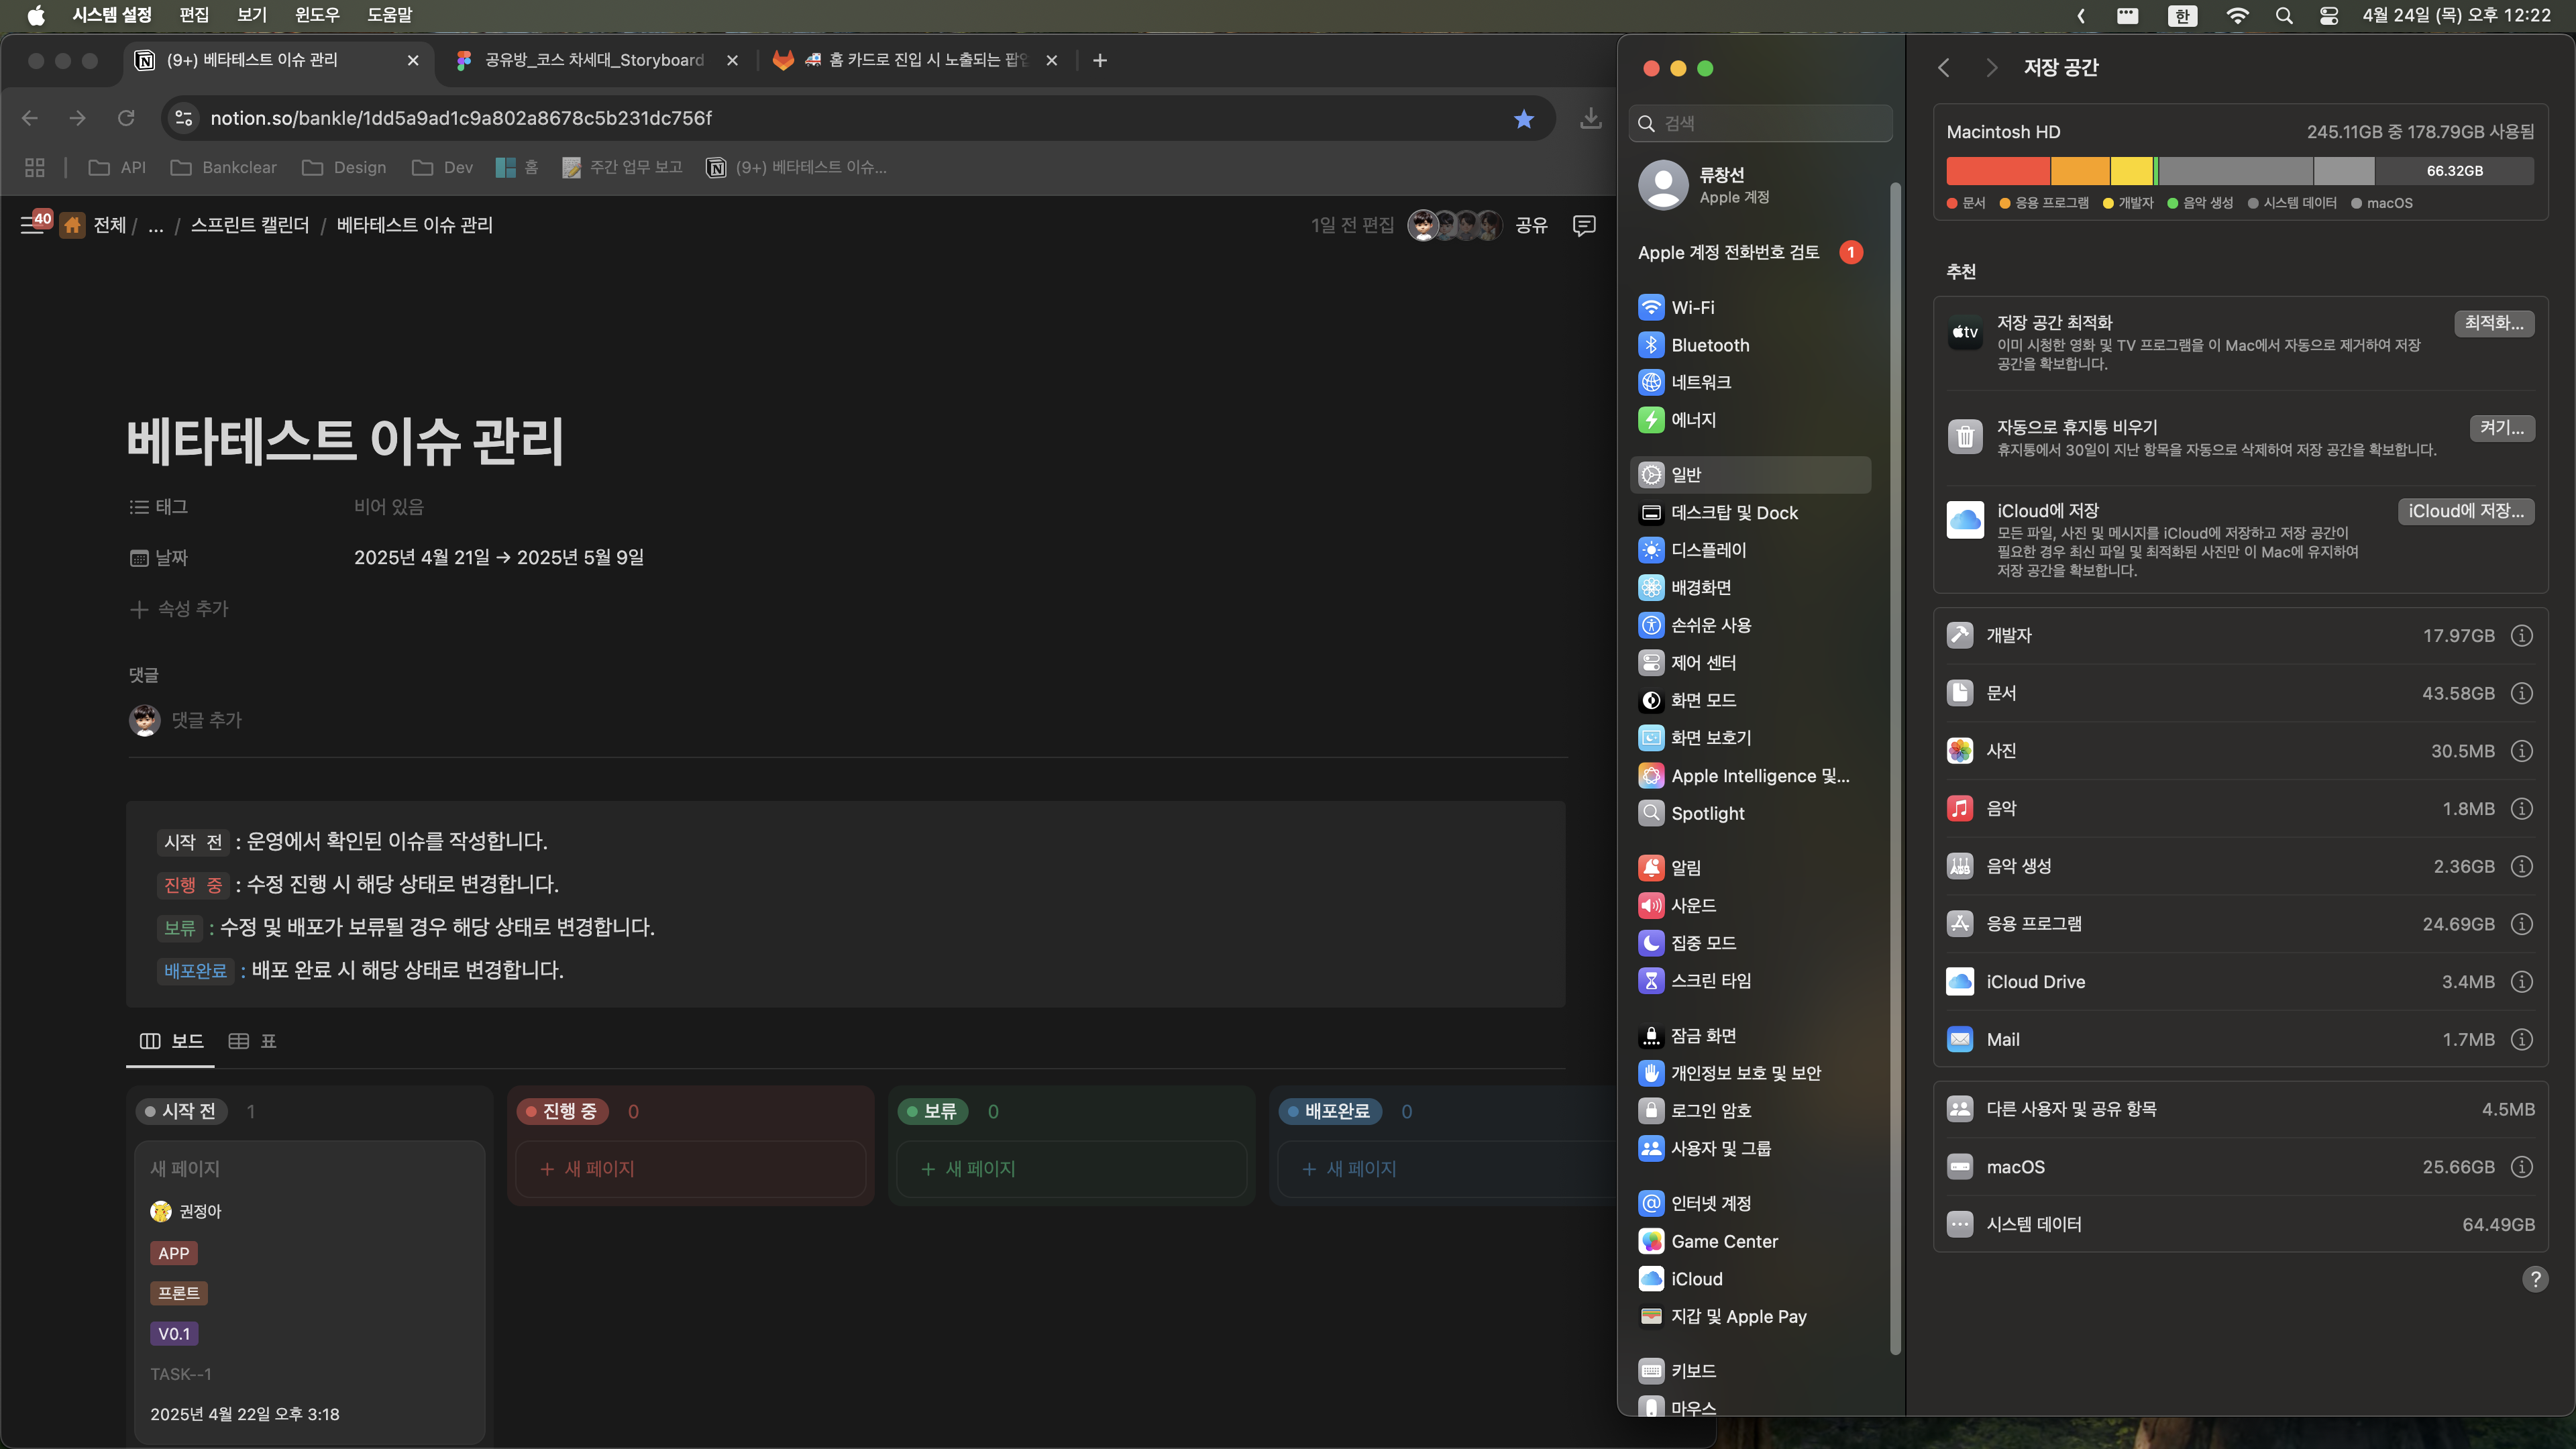 시스템 설정 편집 보기 윈도우 도움말
한 4월 24일 (목) 오후 12:22
(9+) 베타테스트 이슈 관리
공유방_코스 차세대_Storyboard
홈 카드로 진입 시 노출되는 팝업
notion.so/bankle/1dd5a9ad1c9a802a8678c5b231dc756f
API
Bankclear
Design
Dev
홈
주간 업무 보고
(9+) 베타테스트 이슈...
40
전체 / ... / 스프린트 캘린더 / 베타테스트 이슈 관리
1일 전 편집
공유
베타테스트 이슈 관리
태그 비어 있음
날짜 2025년 4월 21일 → 2025년 5월 9일
속성 추가
댓글
댓글 추가
시작 전 : 운영에서 확인된 이슈를 작성합니다.
진행 중 : 수정 진행 시 해당 상태로 변경합니다.
보류 : 수정 및 배포가 보류될 경우 해당 상태로 변경합니다.
배포완료 : 배포 완료 시 해당 상태로 변경합니다.
보드 표
시작 전 1
새 페이지
권정아
APP
프론트
V0.1
TASK--1
2025년 4월 22일 오후 3:18
진행 중 0
+ 새 페이지
보류 0
+ 새 페이지
배포완료 0
+ 새 페이지
검색
류창선
Apple 계정
Apple 계정 전화번호 검토 1
Wi-Fi
Bluetooth
네트워크
에너지
일반
데스크탑 및 Dock
디스플레이
배경화면
손쉬운 사용
제어 센터
화면 모드
화면 보호기
Apple Intelligence 및...
Spotlight
알림
사운드
집중 모드
스크린 타임
잠금 화면
개인정보 보호 및 보안
로그인 암호
사용자 및 그룹
인터넷 계정
Game Center
iCloud
지갑 및 Apple Pay
키보드
마우스
저장 공간
Macintosh HD 245.11GB 중 178.79GB 사용됨
66.32GB
문서 응용 프로그램 개발자 음악 생성 시스템 데이터 macOS
추천
tv
저장 공간 최적화 최적화...
이미 시청한 영화 및 TV 프로그램을 이 Mac에서 자동으로 제거하여 저장
공간을 확보합니다.
자동으로 휴지통 비우기 켜기...
휴지통에서 30일이 지난 항목을 자동으로 삭제하여 저장 공간을 확보합니다.
iCloud에 저장 iCloud에 저장...
모든 파일, 사진 및 메시지를 iCloud에 저장하고 저장 공간이
필요한 경우 최신 파일 및 최적화된 사진만 이 Mac에 유지하여
저장 공간을 확보합니다.
개발자 17.97GB
문서 43.58GB
사진 30.5MB
음악 1.8MB
음악 생성 2.36GB
응용 프로그램 24.69GB
iCloud Drive 3.4MB
Mail 1.7MB
다른 사용자 및 공유 항목 4.5MB
macOS 25.66GB
시스템 데이터 64.49GB
?